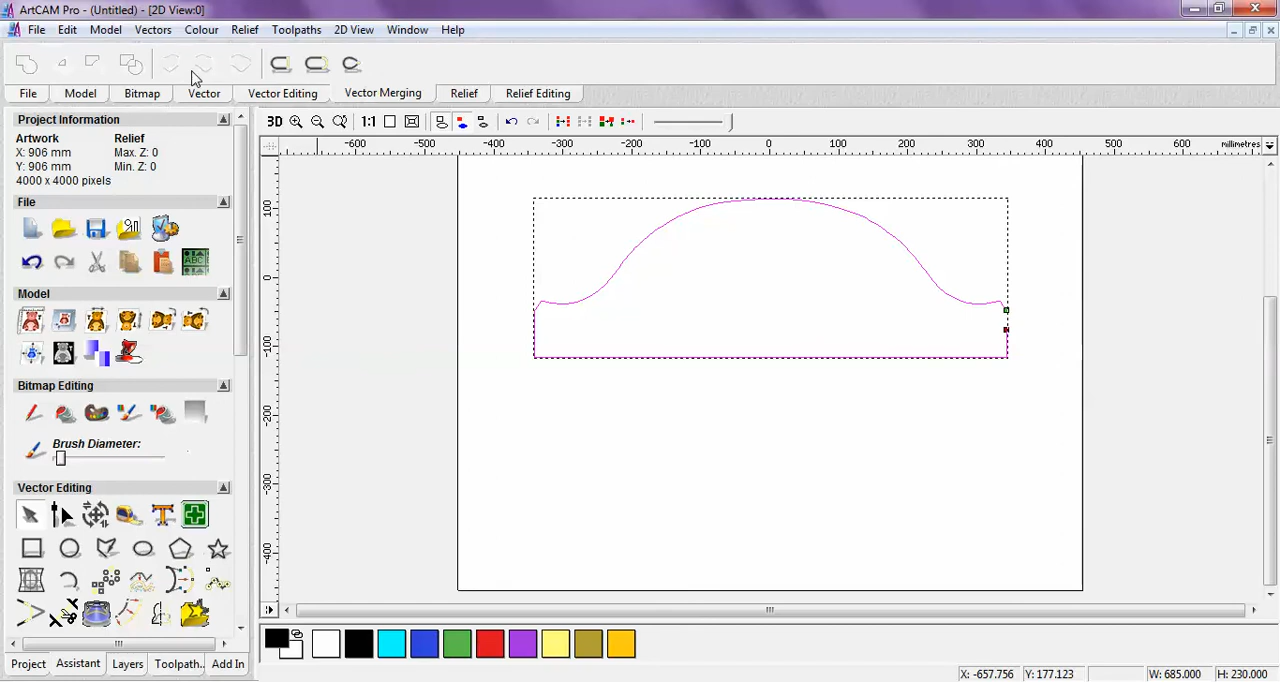 ArtCAM Pro - (Untitled) - [2D View:0]
File Edit Model Vectors Colour Relief Toolpaths 2D View Window Help
File Model Bitmap Vector Vector Editing Vector Merging Relief Relief Editing
Project Information
Artwork Relief
X: 906 mm Max. Z: 0
Y: 906 mm Min. Z: 0
4000 x 4000 pixels
3D 1:1
-600 -500 -400 -300 -200 -100 0 100 200 300 400 500 600 millimetres
File
ABC
Model
Bitmap Editing
Brush Diameter:
Vector Editing
100
0
-100
-200
-300
-400
Project Assistant Layers Toolpath... Add In
X: -657.756 Y: 177.123 W: 685.000 H: 230.000